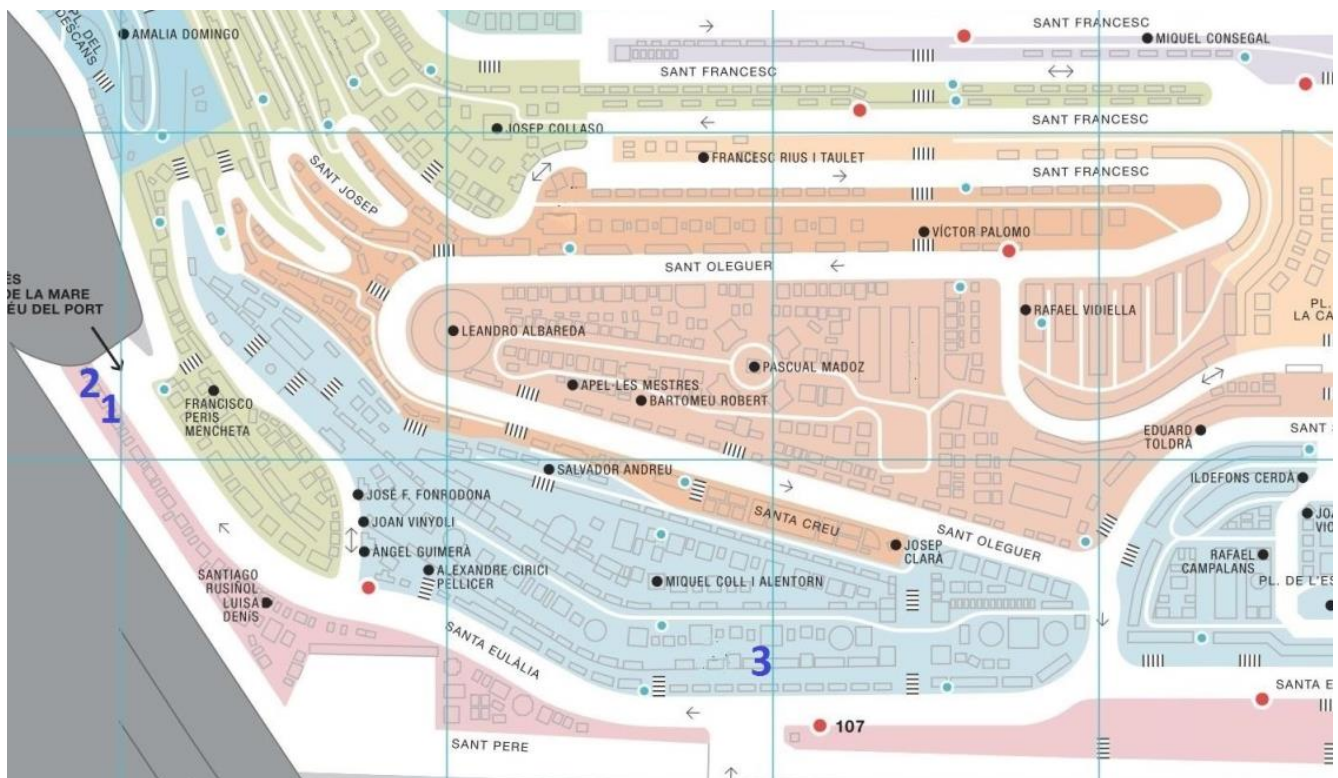 PL. DEL
DESCANS
AMALIA DOMINGO
SANT FRANCESC
MIQUEL CONSEGAL
SANT FRANCESC
JOSEP COLLASO
SANT FRANCESC
FRANCESC RIUS I TAULET
SANT FRANCESC
SANT JOSEP
VÍCTOR PALOMO
SANT OLEGUER
ÈS
DE LA MARE
ÉU DEL PORT
RAFAEL VIDIELLA
PL.
LA CA
LEANDRO ALBAREDA
PASCUAL MADOZ
APEL·LES MESTRES
BARTOMEU ROBERT
2
1
FRANCISCO
PERIS
MENCHETA
EDUARD
TOLDRÀ
SANT S
SALVADOR ANDREU
ILDEFONS CERDÀ
JOSÉ F. FONRODONA
SANTA CREU
JOA
VIC
JOAN VINYOLI
SANT OLEGUER
ÀNGEL GUIMERÀ
JOSEP
CLARÀ
RAFAEL
CAMPALANS
ALEXANDRE CIRICI
PELLICER
MIQUEL COLL I ALENTORN
PL. DE L'ES
SANTIAGO
RUSIÑOL
LUISA
DENÍS
SANTA EULÀLIA
3
SANTA E
107
SANT PERE